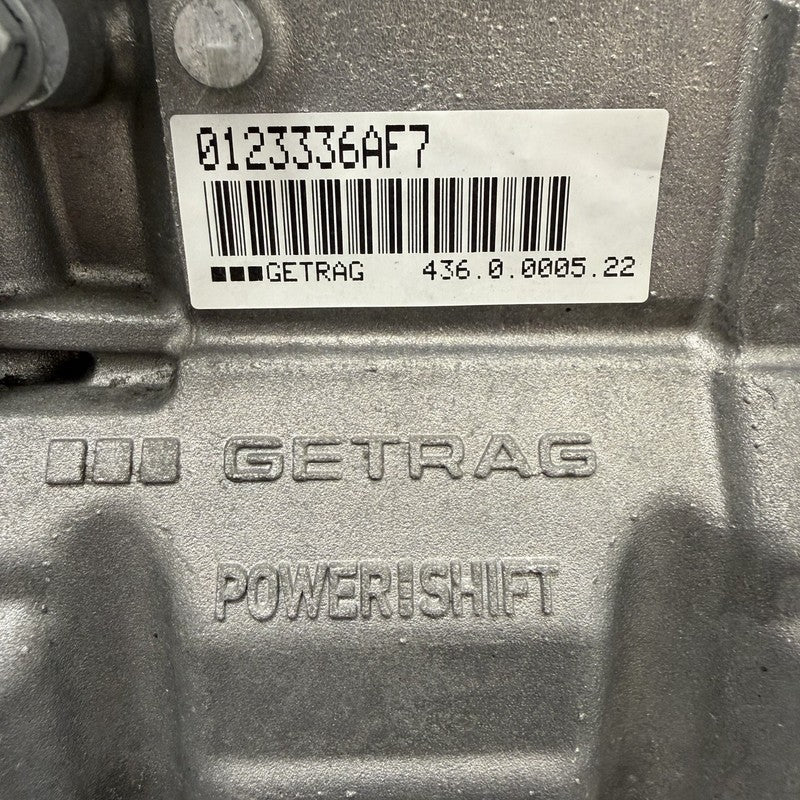 0123336AF7
■■■GETRAG 436.0.0005.22
GETRAG
POWERSHIFT